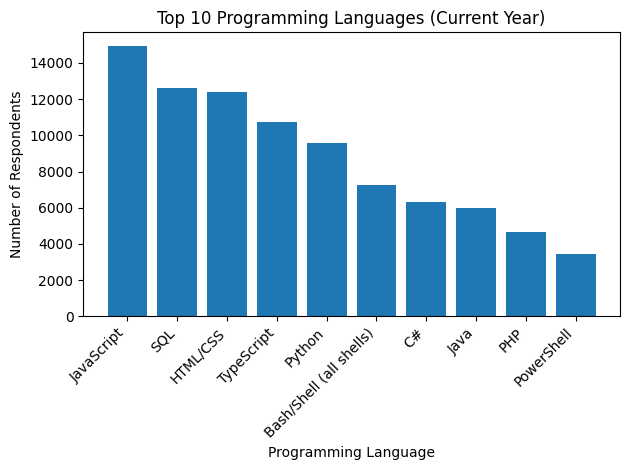 Top 10 Programming Languages (Current Year)
Number of Respondents
14000
12000
10000
8000
6000
4000
2000
0
JavaScript
SQL
HTML/CSS
TypeScript
Python
Bash/Shell (all shells)
C#
Java
PHP
PowerShell
Programming Language